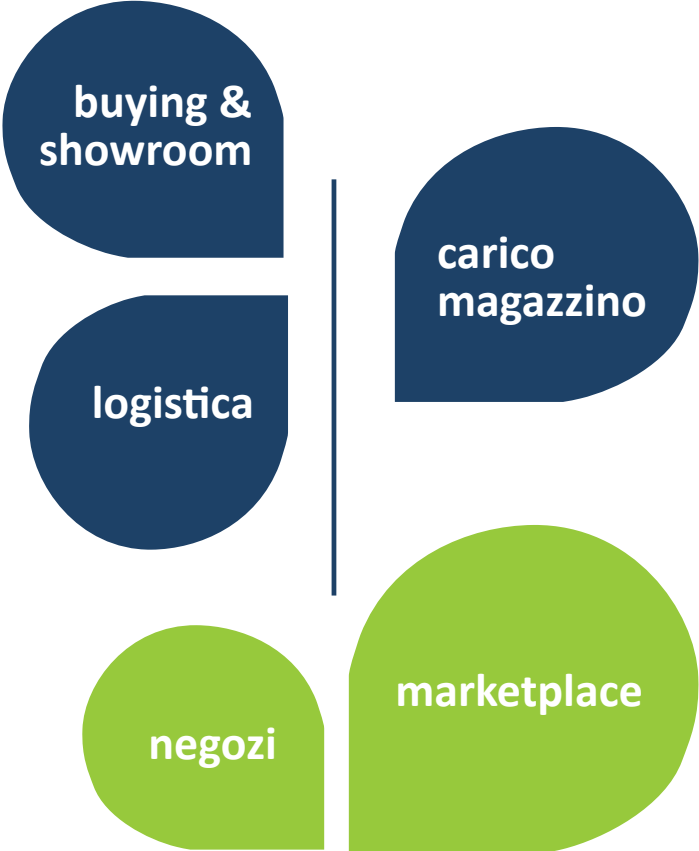 buying &
showroom
carico
magazzino
logistica
marketplace
negozi